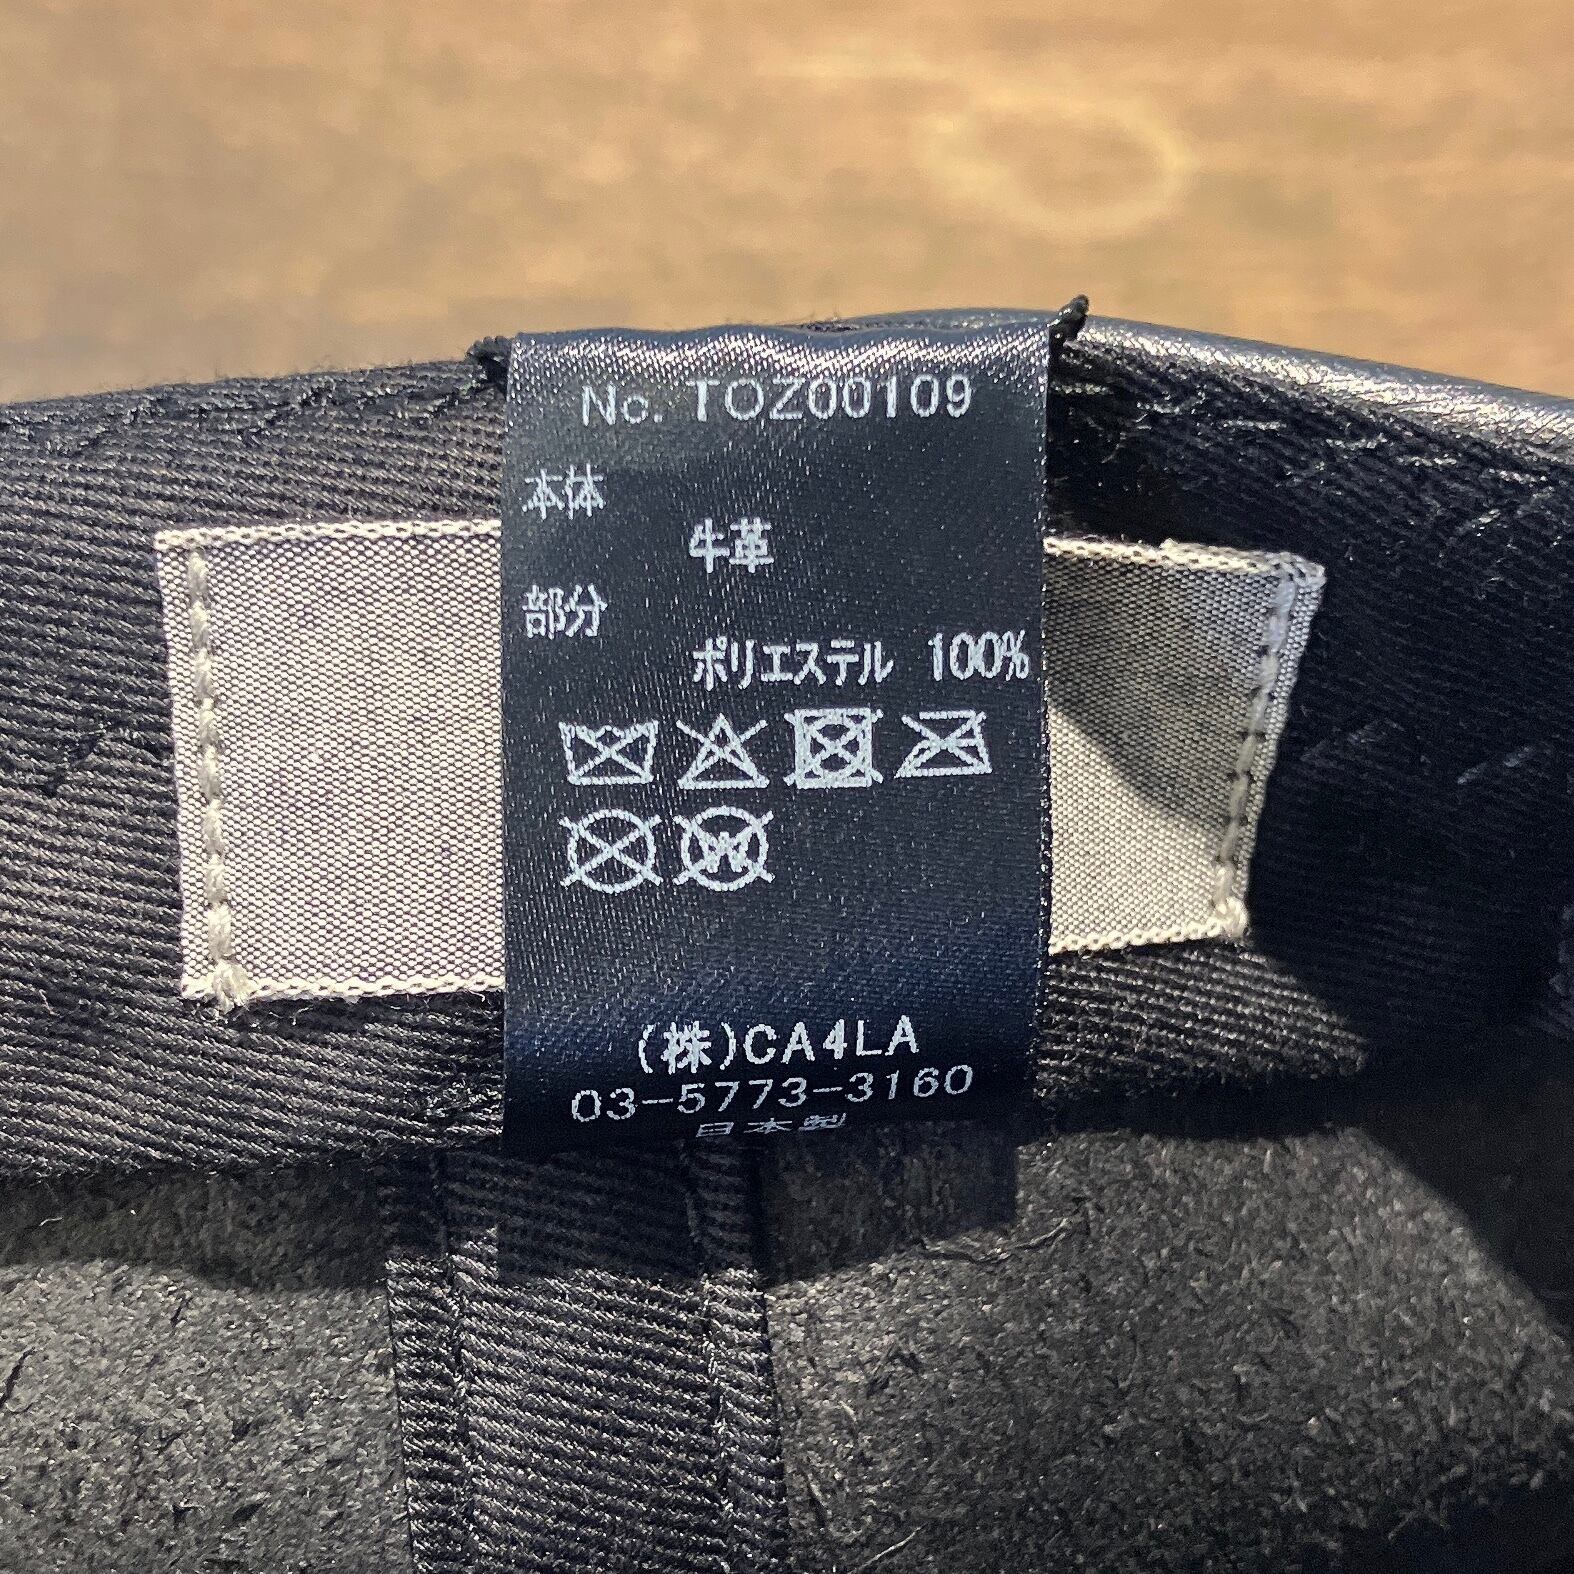 No. TOZ00109
本体
牛革
部分
ポリエステル 100%
W
(株)CA4LA
03-5773-3160
日本製